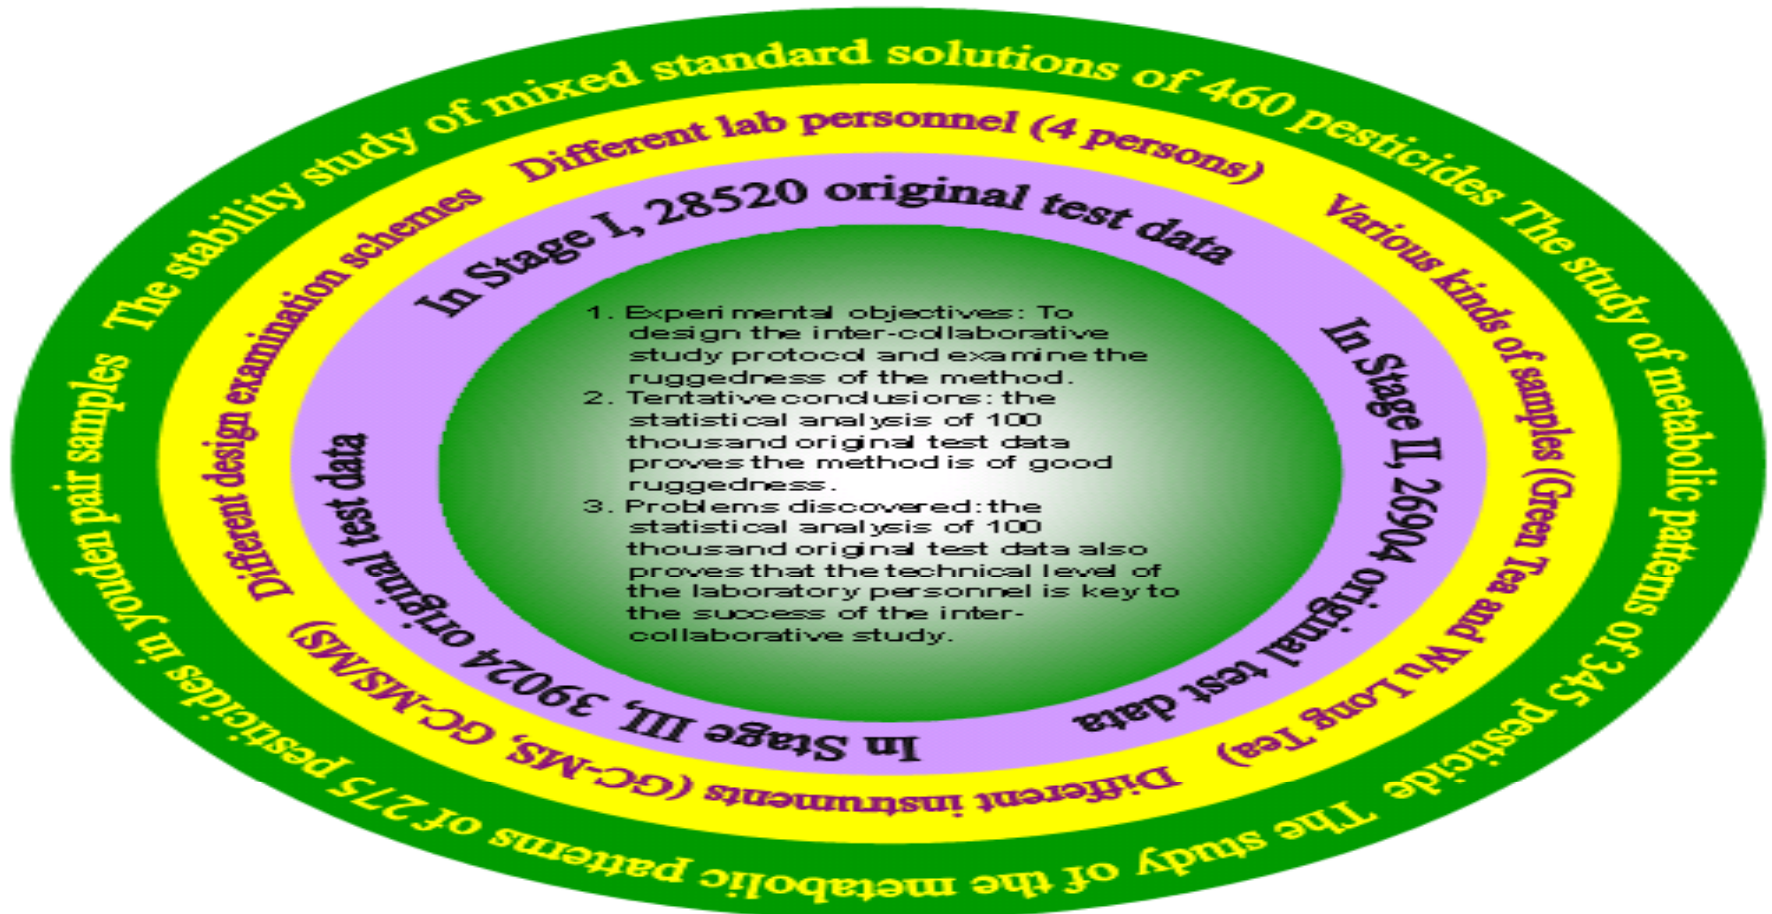 The stability study of mixed standard solutions of 460 pesticides
The study of metabolic patterns of 345 pesticide
The study of the metabolic patterns of 275 pesticides in youden pair samples
Different lab personnel (4 persons)
Various kinds of samples (Green Tea and Wu Long Tea)
Different instruments (GC-MS, GC-MS/MS)
Different design examination schemes
In Stage I, 28520 original test data
In Stage II, 26904 original test data
In Stage III, 39024 original test data
1. Experimental objectives: To
design the inter-collaborative
study protocol and examine the
ruggedness of the method.
2. Tentative conclusions: the
statistical analysis of 100
thousand original test data
proves the method is of good
ruggedness.
3. Problems discovered: the
statistical analysis of 100
thousand original test data also
proves that the technical level of
the laboratory personnel is key to
the success of the inter-
collaborative study.